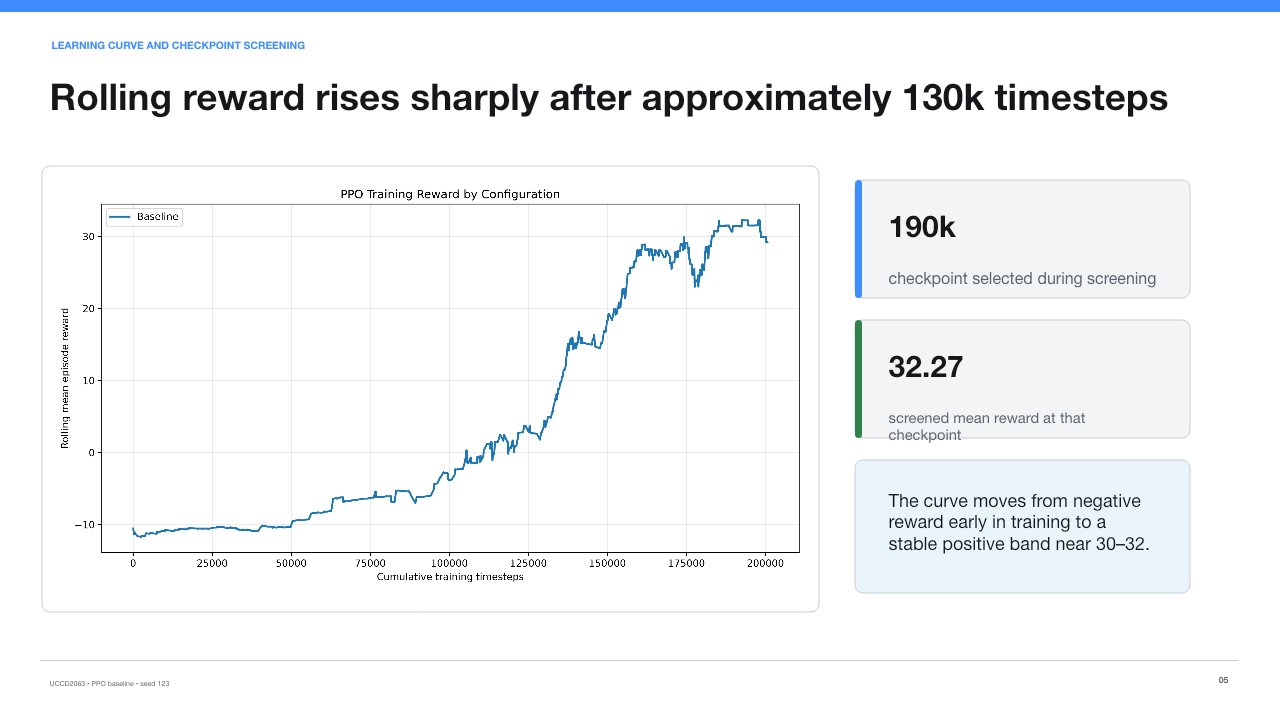 LEARNING CURVE AND CHECKPOINT SCREENING
Rolling reward rises sharply after approximately 130k timesteps
PPO Training Reward by Configuration
Baseline
30
20
10
0
−10
Rolling mean episode reward
0 25000 50000 75000 100000 125000 150000 175000 200000
Cumulative training timesteps
190k
checkpoint selected during screening
32.27
screened mean reward at that
checkpoint
The curve moves from negative
reward early in training to a
stable positive band near 30–32.
UCCD2063 • PPO baseline • seed 123
05